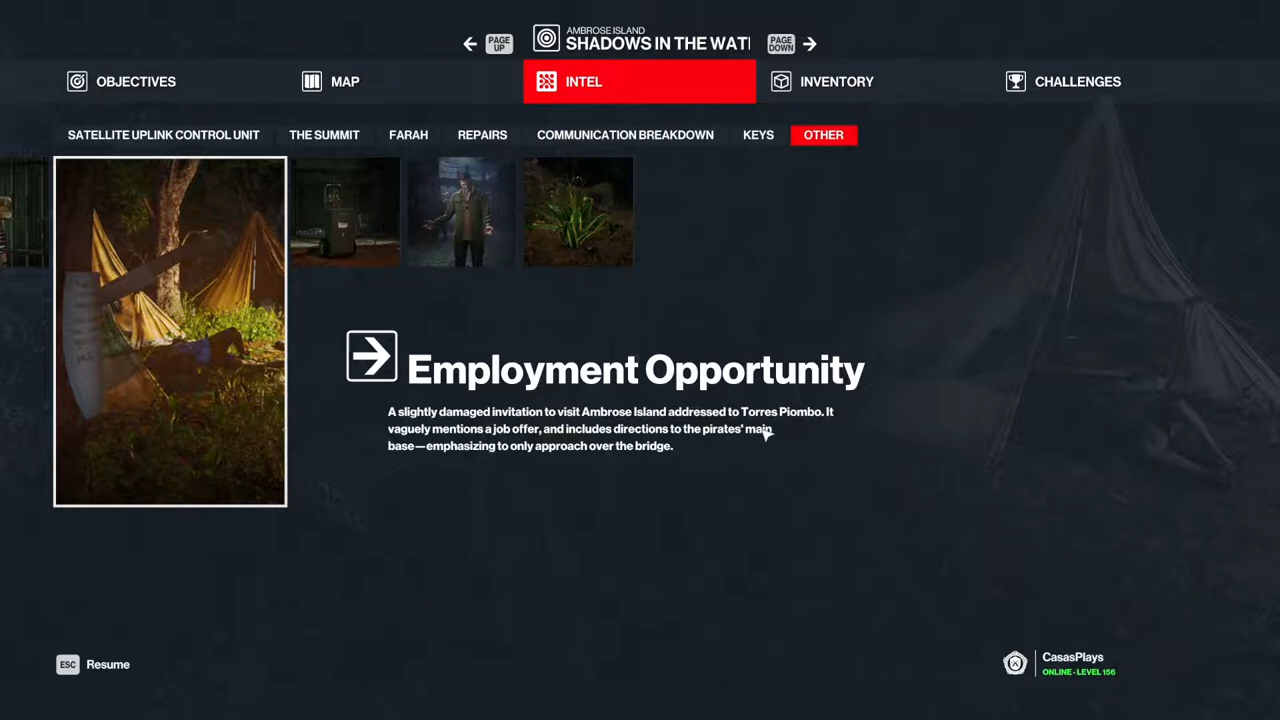 AMBROSE ISLAND
PAGE UP
SHADOWS IN THE WAT
PAGE DOWN
OBJECTIVES
MAP
INTEL
INVENTORY
CHALLENGES
SATELLITE UPLINK CONTROL UNIT
THE SUMMIT
FARAH
REPAIRS
COMMUNICATION BREAKDOWN
KEYS
OTHER
Employment Opportunity
A slightly damaged invitation to visit Ambrose Island addressed to Torres Piombo. It
vaguely mentions a job offer, and includes directions to the pirates' main
base—emphasizing to only approach over the bridge.
ESC Resume
CasasPlays
ONLINE - LEVEL 156